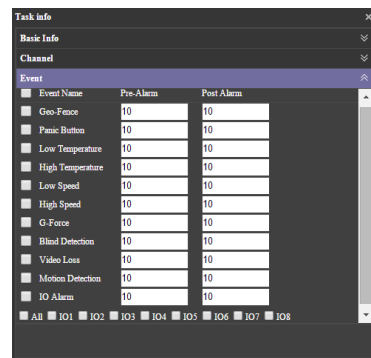 Task info ×
Basic Info
Channel
Event
Event Name Pre-Alarm Post Alarm
Geo-Fence 10 10
Panic Button 10 10
Low Temperature 10 10
High Temperature 10 10
Low Speed 10 10
High Speed 10 10
G-Force 10 10
Blind Detection 10 10
Video Loss 10 10
Motion Detection 10 10
IO Alarm 10 10
All IO1 IO2 IO3 IO4 IO5 IO6 IO7 IO8